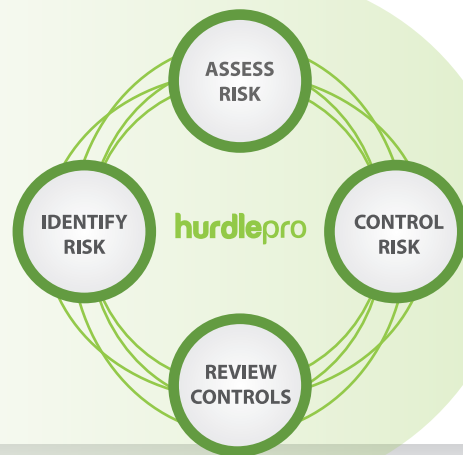 ASSESS
RISK
IDENTIFY
RISK
hurdlepro
CONTROL
RISK
REVIEW
CONTROLS